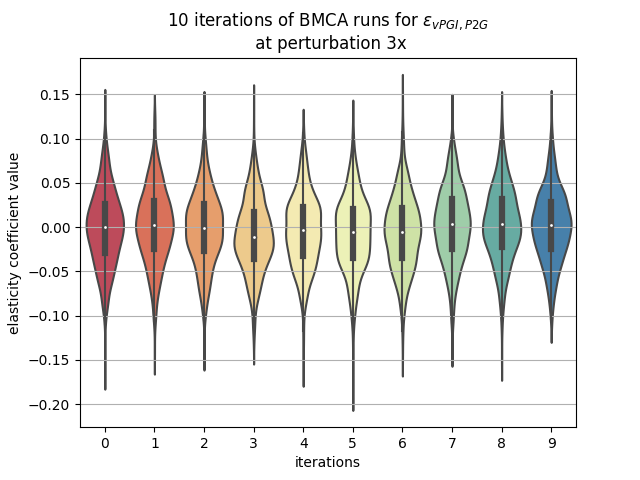 10 iterations of BMCA runs for ε_{vPGI, P2G}
at perturbation 3x
elasticity coefficient value
0.15
0.10
0.05
0.00
−0.05
−0.10
−0.15
−0.20
0 1 2 3 4 5 6 7 8 9
iterations